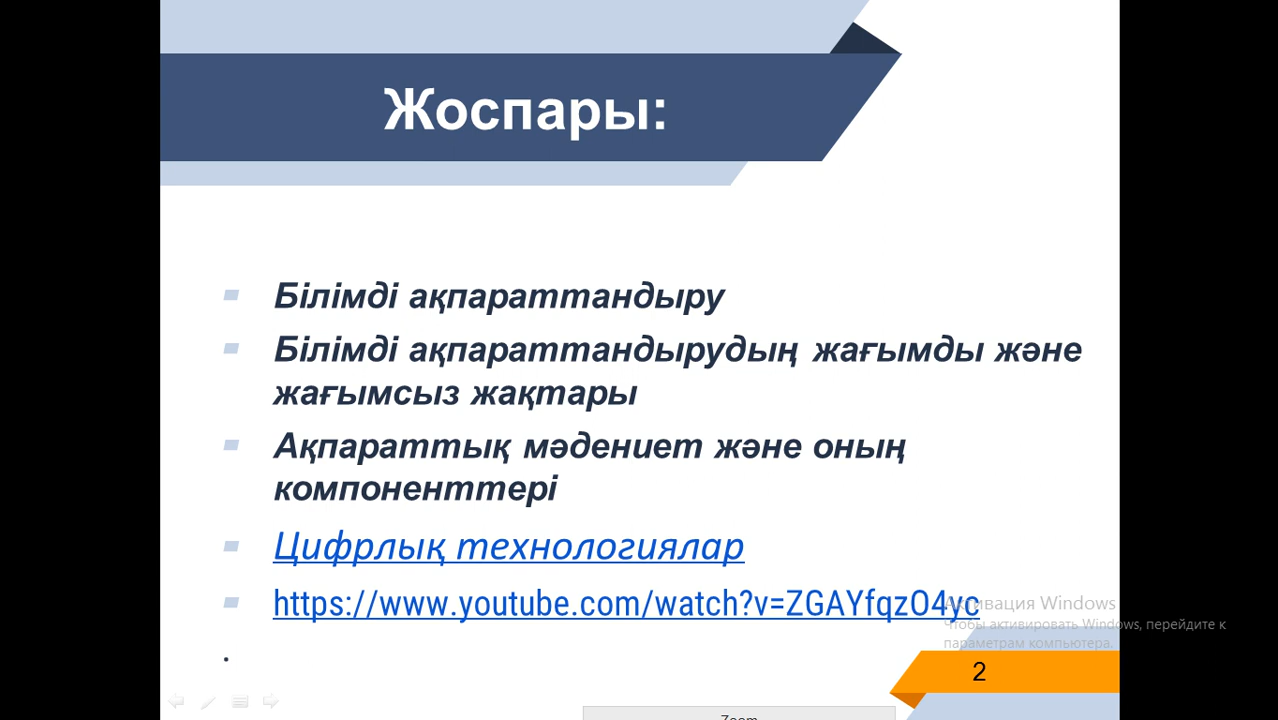 Жоспары:
Білімді ақпараттандыру
Білімді ақпараттандырудың жағымды және
жағымсыз жақтары
Ақпараттық мәдениет және оның
компоненттері
Цифрлық технологиялар
https://www.youtube.com/watch?v=ZGAYfqzO4yc
Активация Windows
Чтобы активировать Windows, перейдите к
параметрам компьютера.
2
Zoom